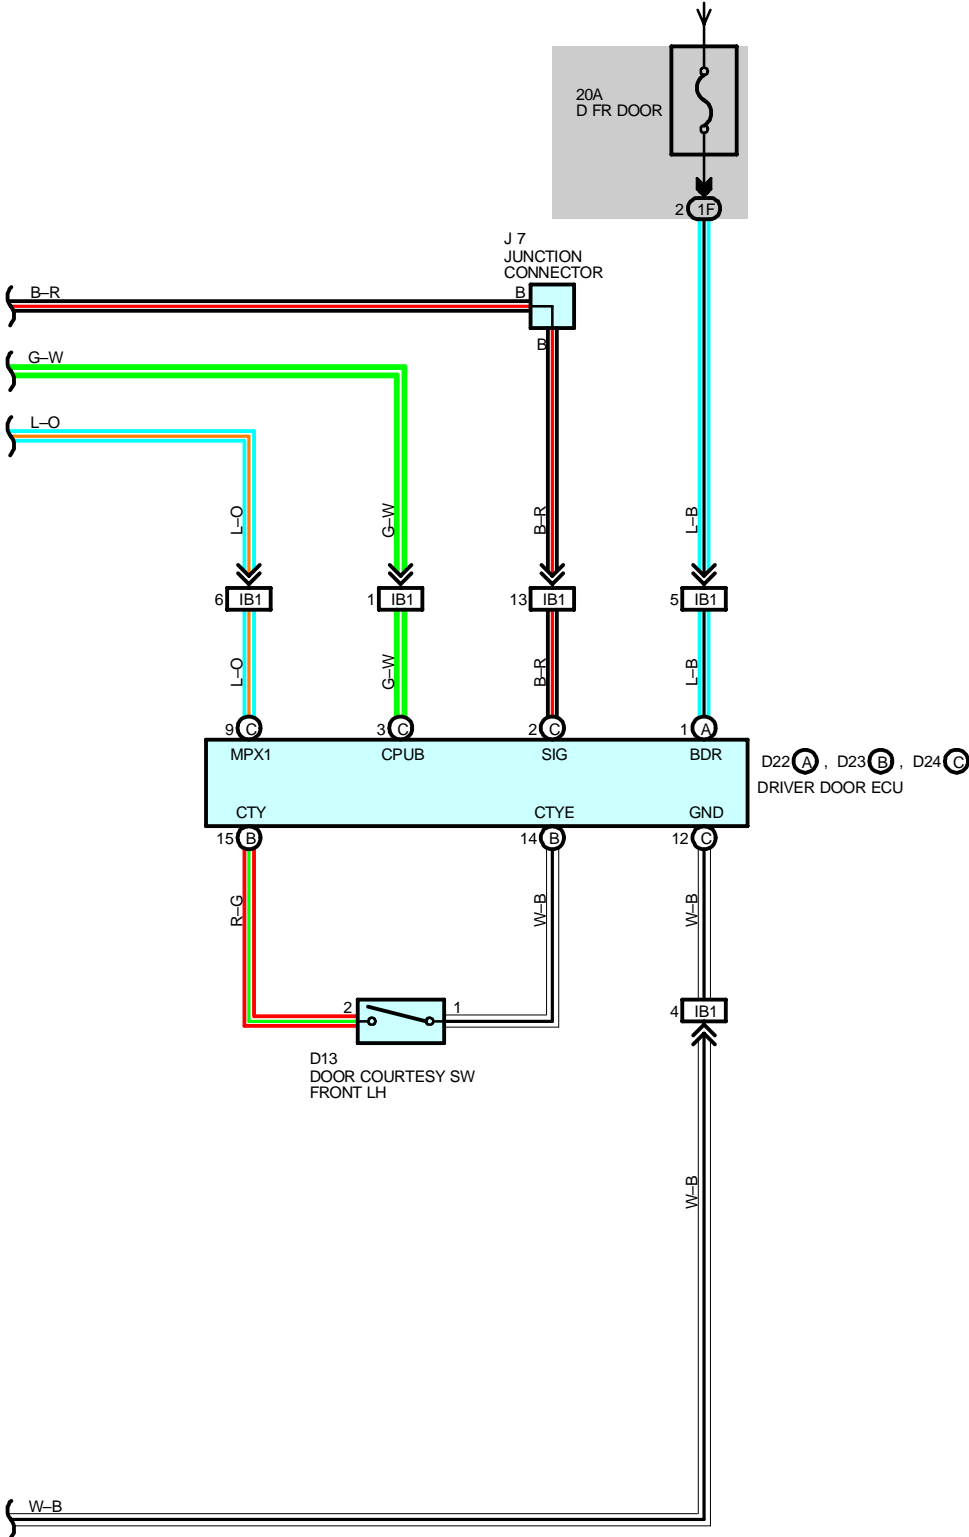 20A
D FR DOOR
2 1F
J 7
JUNCTION
CONNECTOR
B–R
B
B
G–W
L–O
L–O
G–W
B–R
L–B
6 IB1
1 IB1
13 IB1
5 IB1
L–O
G–W
B–R
L–B
9 C
3 C
2 C
1 A
MPX1
CPUB
SIG
BDR
D22 A , D23 B , D24 C
DRIVER DOOR ECU
CTY
CTYE
GND
15 B
14 B
12 C
R–G
W–B
W–B
2
1
4 IB1
D13
DOOR COURTESY SW
FRONT LH
W–B
W–B